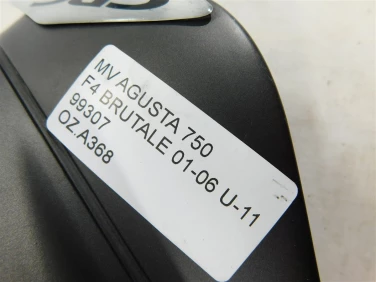 MV AGUSTA 750
F4 BRUTALE 01-06 U-11
99307
OZ.A368